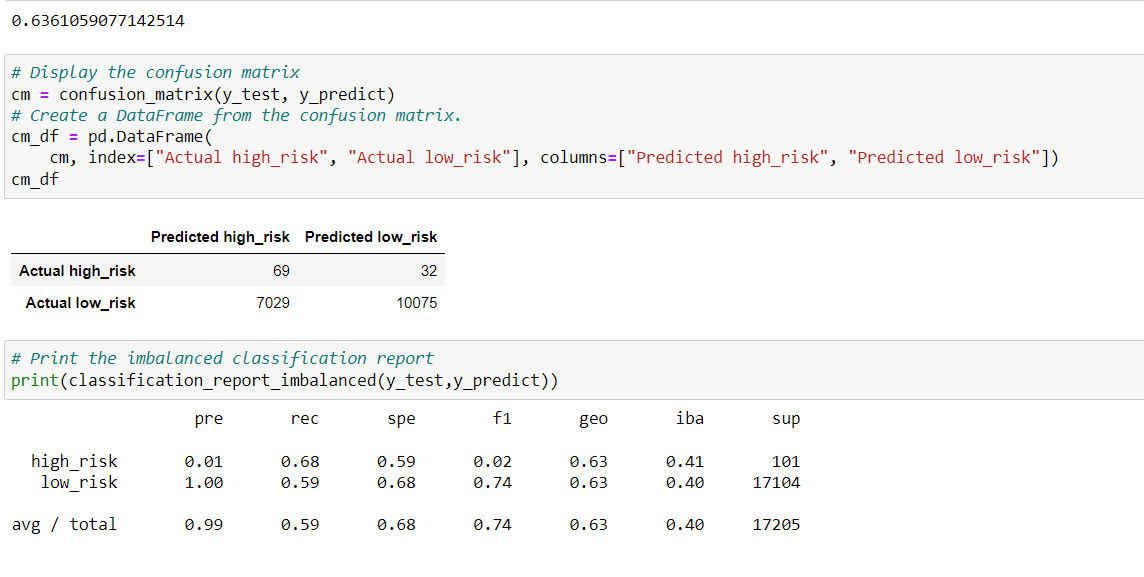 0.6361059077142514
# Display the confusion matrix
cm = confusion_matrix(y_test, y_predict)
# Create a DataFrame from the confusion matrix.
cm_df = pd.DataFrame(
    cm, index=["Actual high_risk", "Actual low_risk"], columns=["Predicted high_risk", "Predicted low_risk"])
cm_df
Predicted high_risk Predicted low_risk
Actual high_risk 69 32
Actual low_risk 7029 10075
# Print the imbalanced classification report
print(classification_report_imbalanced(y_test,y_predict))
pre rec spe f1 geo iba sup
high_risk 0.01 0.68 0.59 0.02 0.63 0.41 101
low_risk 1.00 0.59 0.68 0.74 0.63 0.40 17104
avg / total 0.99 0.59 0.68 0.74 0.63 0.40 17205